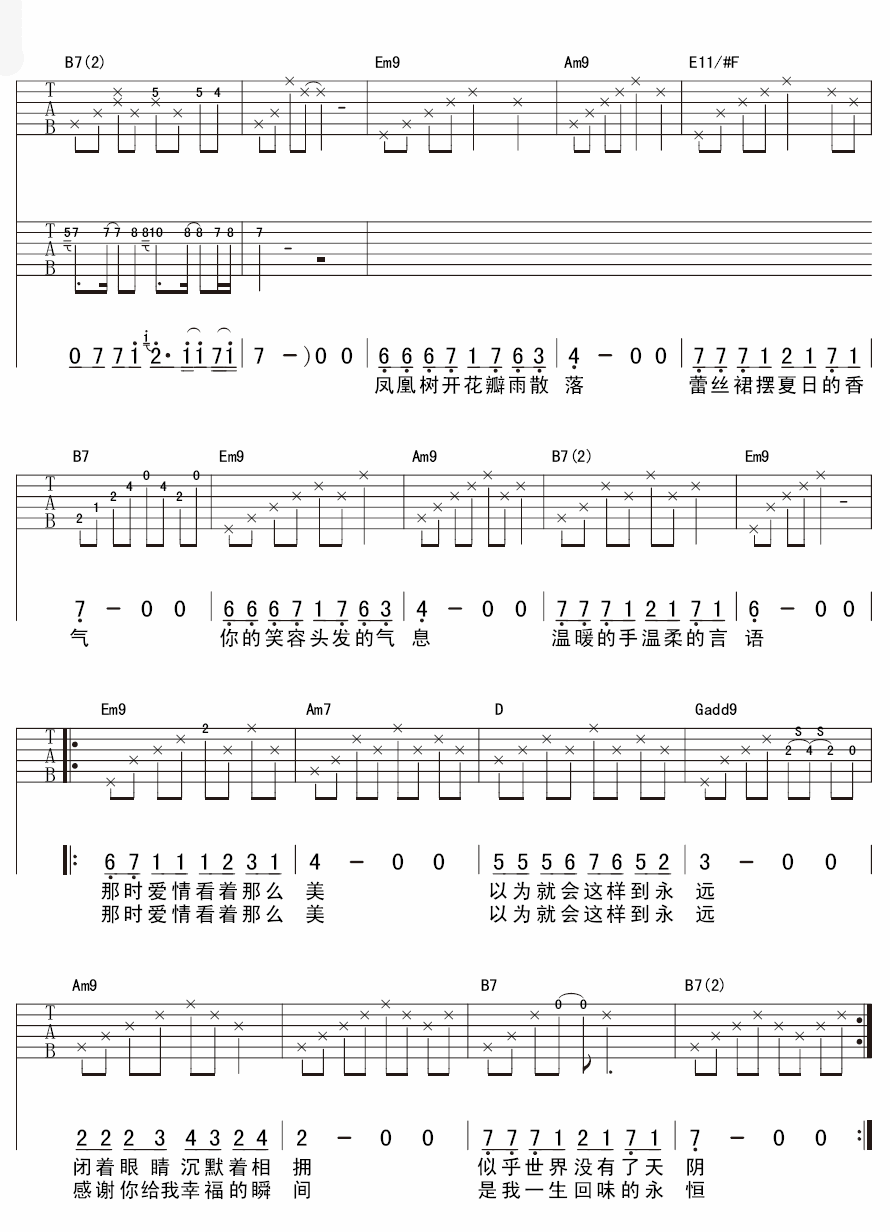 B7(2) Em9 Am9 E11/#F
T A B 5 5 4
T A B 57 7 7 8 810 8 8 7 8 7
0 7 7 1 i 2· 1 1 7 1 7 – ) 0 0 6 6 6 7 1 7 6 3 4 – 0 0 7 7 7 1 2 1 7 1
凤凰树开花瓣雨散 落 蕾丝裙摆夏日的香
B7 Em9 Am9 B7(2) Em9
T A B 2 1 2 4 0 4 2 0
7 – 0 0 6 6 6 7 1 7 6 3 4 – 0 0 7 7 7 1 2 1 7 1 6 – 0 0
气 你的笑容头发的气 息 温暖的手温柔的言 语
Em9 Am7 D Gadd9
T A B 2 S S 2 4 2 0
6 7 1 1 1 2 3 1 4 – 0 0 5 5 5 6 7 6 5 2 3 – 0 0
那时爱情看着那么 美 以为就会这样到永 远
那时爱情看着那么 美 以为就会这样到永 远
Am9 B7 B7(2)
T A B 0 0
2 2 2 3 4 3 2 4 2 – 0 0 7 7 7 1 2 1 7 1 7 – 0 0
闭着眼睛沉默着相 拥 似乎世界没有了天 阴
感谢你给我幸福的瞬 间 是我一生回味的永 恒